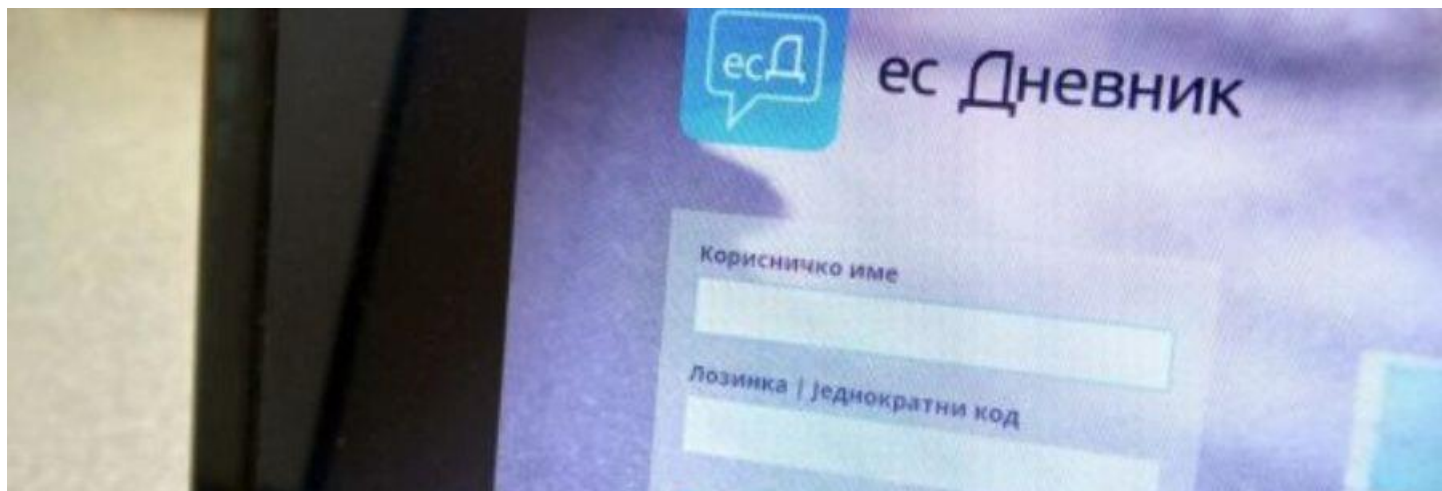 есД
ес Дневник
Корисничко име
Лозинка | Једнократни код